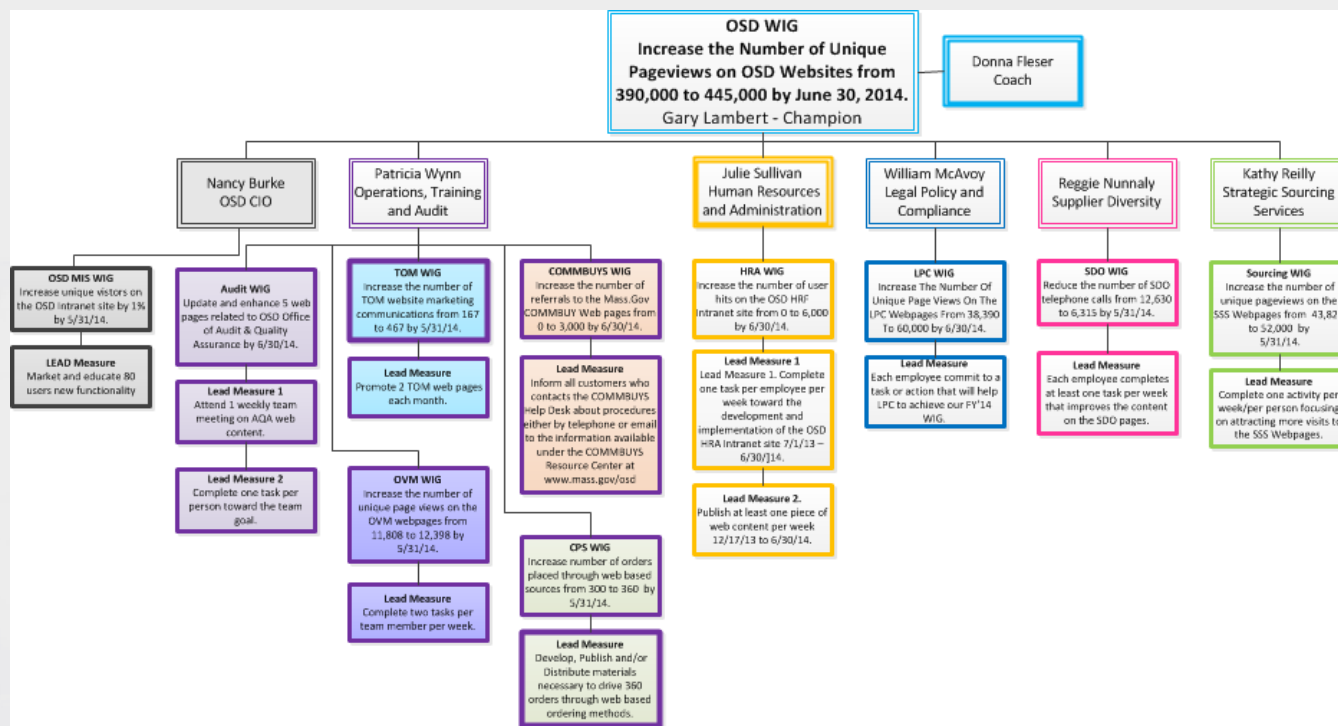 OSD WIG
Increase the Number of Unique
Pageviews on OSD Websites from
390,000 to 445,000 by June 30, 2014.
Gary Lambert - Champion
Donna Fleser
Coach
Nancy Burke
OSD CIO
Patricia Wynn
Operations, Training
and Audit
Julie Sullivan
Human Resources
and Administration
William McAvoy
Legal Policy and
Compliance
Reggie Nunnaly
Supplier Diversity
Kathy Reilly
Strategic Sourcing
Services
OSD MIS WIG
Increase unique vistors on
the OSD Intranet site by 1%
by 5/31/14.
LEAD Measure
Market and educate 80
users new functionality
Audit WIG
Update and enhance 5 web
pages related to OSD Office
of Audit & Quality
Assurance by 6/30/14.
Lead Measure 1
Attend 1 weekly team
meeting on AQA web
content.
Lead Measure 2
Complete one task per
person toward the team
goal.
TOM WIG
Increase the number of
TOM website marketing
communications from 167
to 467 by 5/31/14.
Lead Measure
Promote 2 TOM web pages
each month.
OVM WIG
Increase the number of
unique page views on the
OVM webpages from
11,808 to 12,398 by
5/31/14.
Lead Measure
Complete two tasks per
team member per week.
COMMBUYS WIG
Increase the number of
referrals to the Mass.Gov
COMMBUY Web pages from
0 to 3,000 by 6/30/14.
Lead Measure
Inform all customers who
contacts the COMMBUYS
Help Desk about procedures
either by telephone or email
to the information available
under the COMMBUYS
Resource Center at
www.mass.gov/osd
CPS WIG
Increase number of orders
placed through web based
sources from 300 to 360 by
5/31/14.
Lead Measure
Develop, Publish and/or
Distribute materials
necessary to drive 360
orders through web based
ordering methods.
HRA WIG
Increase the number of user
hits on the OSD HRF
Intranet site from 0 to 6,000
by 6/30/14.
Lead Measure 1
Lead Measure 1. Complete
one task per employee per
week toward the
development and
implementation of the OSD
HRA Intranet site 7/1/13 –
6/30/]14.
Lead Measure 2.
Publish at least one piece of
web content per week
12/17/13 to 6/30/14.
LPC WIG
Increase The Number Of
Unique Page Views On The
LPC Webpages From 38,390
To 60,000 by 6/30/14.
Lead Measure
Each employee commit to a
task or action that will help
LPC to achieve our FY'14
WIG.
SDO WIG
Reduce the number of SDO
telephone calls from 12,630
to 6,315 by 5/31/14.
Lead Measure
Each employee completes
at least one task per week
that improves the content
on the SDO pages.
Sourcing WIG
Increase the number of
unique pageviews on the
SSS Webpages from 43,82
to 52,000 by
5/31/14.
Lead Measure
Complete one activity per
week/per person focusing
on attracting more visits to
the SSS Webpages.